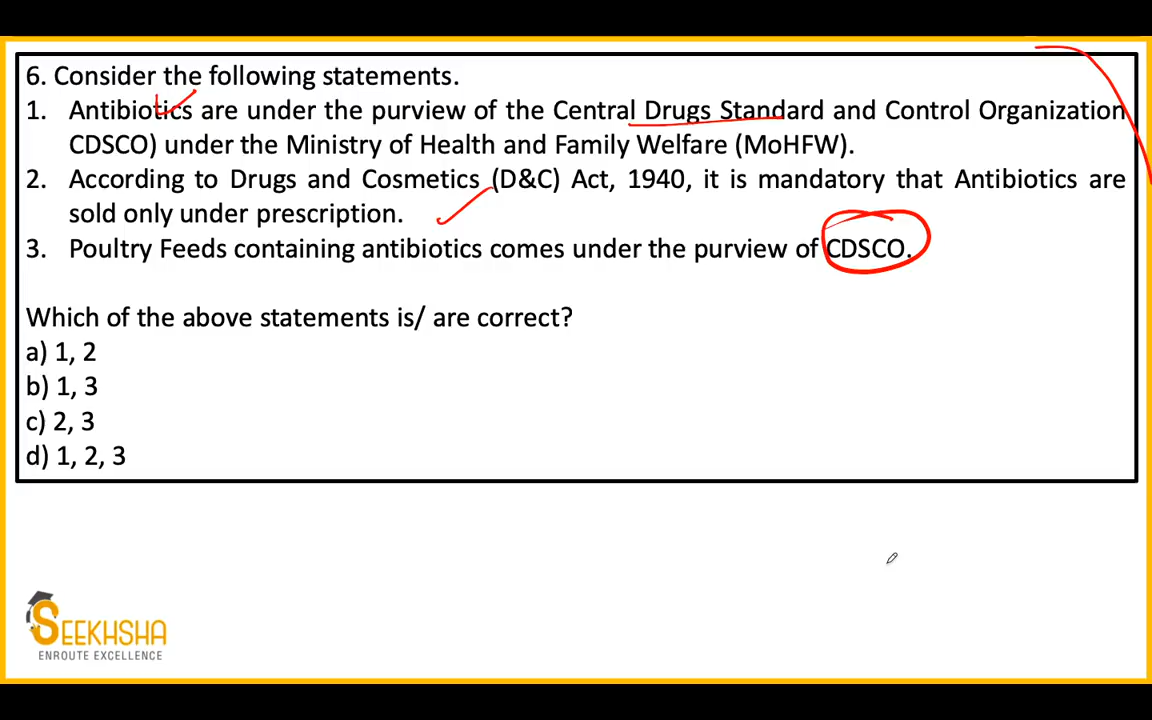 6. Consider the following statements.
1. Antibiotics are under the purview of the Central Drugs Standard and Control Organization
CDSCO) under the Ministry of Health and Family Welfare (MoHFW).
2. According to Drugs and Cosmetics (D&C) Act, 1940, it is mandatory that Antibiotics are
sold only under prescription.
3. Poultry Feeds containing antibiotics comes under the purview of CDSCO.
Which of the above statements is/ are correct?
a) 1, 2
b) 1, 3
c) 2, 3
d) 1, 2, 3
SEEKHSHA
ENROUTE EXCELLENCE